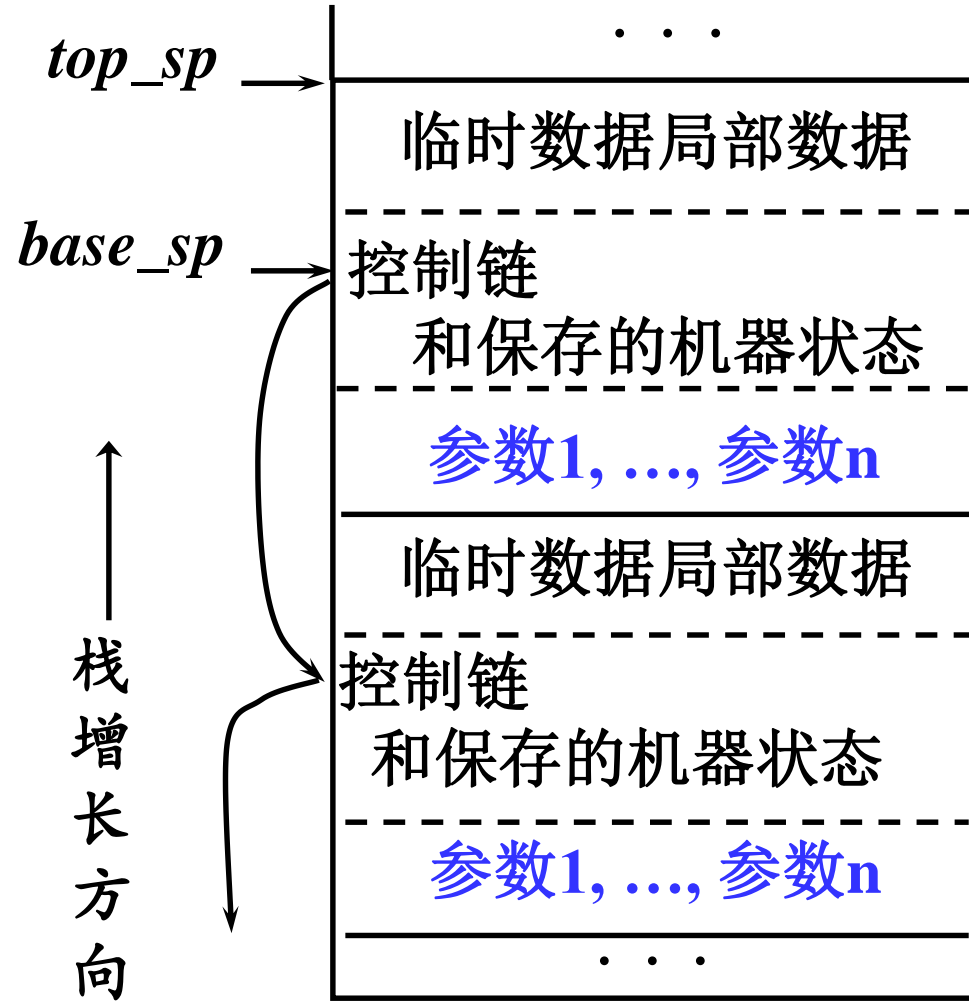 . . .
top_sp
临时数据局部数据
base_sp
控制链
和保存的机器状态
参数1, …, 参数n
临时数据局部数据
控制链
和保存的机器状态
参数1, …, 参数n
. . .
栈增长方向